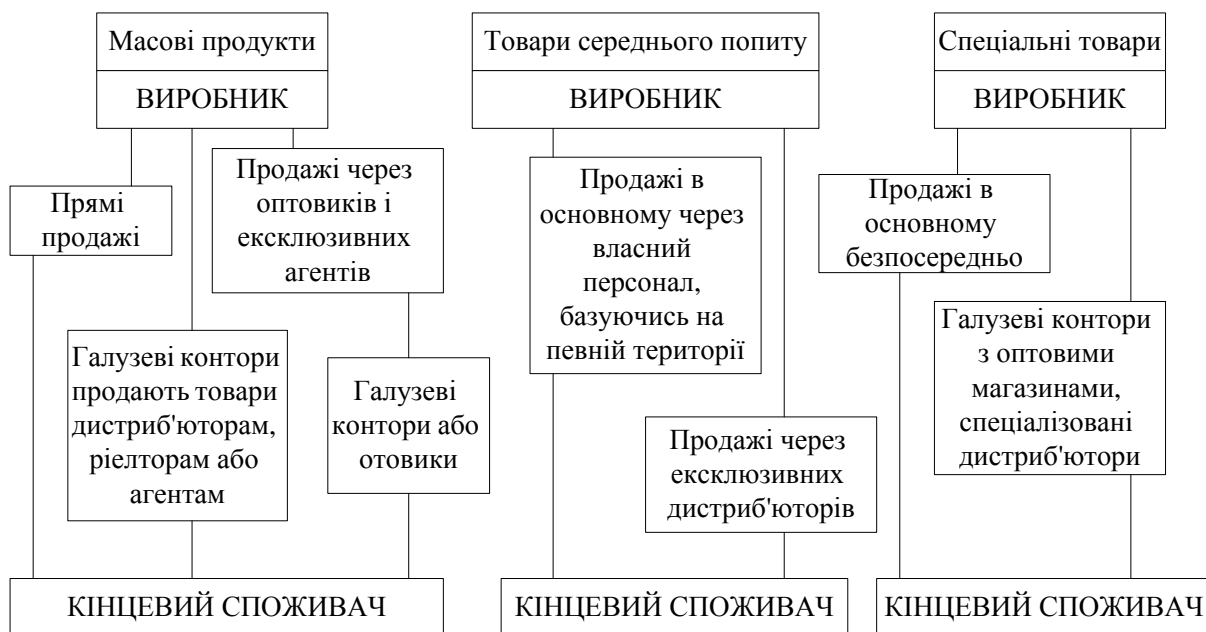 Масові продукти
ВИРОБНИК
Прямі
продажі
Продажі через
оптовиків і
ексклюзивних
агентів
Галузеві контори
продають товари
дистриб'юторам,
ріелторам або
агентам
Галузеві
контори або
отовики
КІНЦЕВИЙ СПОЖИВАЧ
Товари середнього попиту
ВИРОБНИК
Продажі в
основному через
власний
персонал,
базуючись на
певній території
Продажі через
ексклюзивних
дистриб'юторів
КІНЦЕВИЙ СПОЖИВАЧ
Спеціальні товари
ВИРОБНИК
Продажі в
основному
безпосередньо
Галузеві контори
з оптовими
магазинами,
спеціалізовані
дистриб'ютори
КІНЦЕВИЙ СПОЖИВАЧ